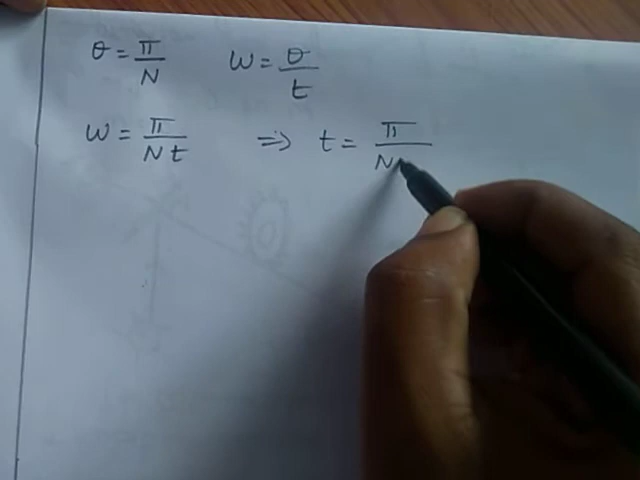 θ = π/N    W = θ/t
W = π/Nt    ⇒ t = π/N